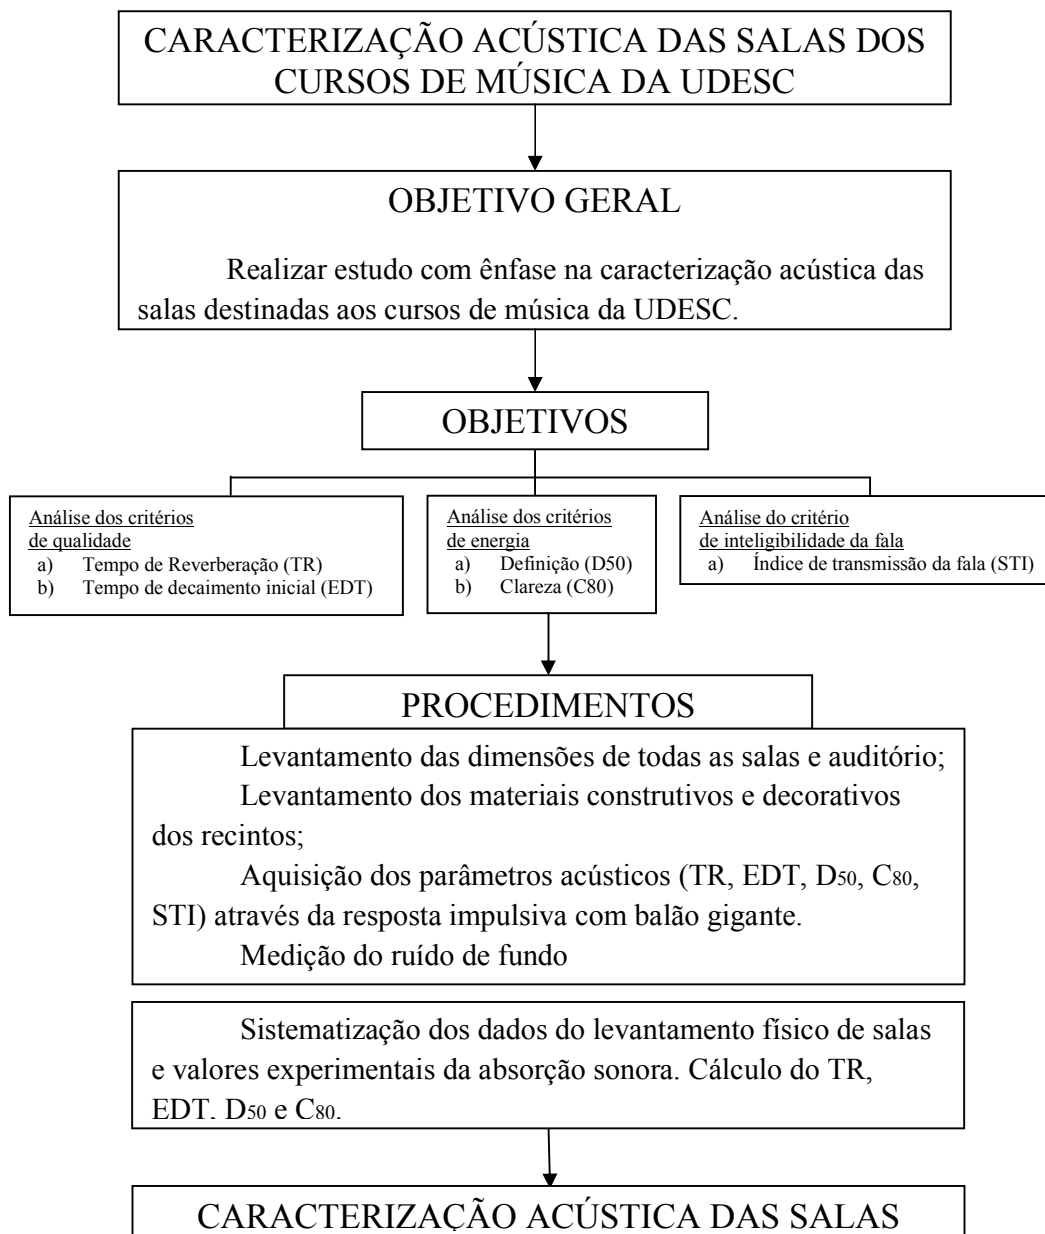 CARACTERIZAÇÃO ACÚSTICA DAS SALAS DOS
CURSOS DE MÚSICA DA UDESC
OBJETIVO GERAL
Realizar estudo com ênfase na caracterização acústica das
salas destinadas aos cursos de música da UDESC.
OBJETIVOS
Análise dos critérios
de qualidade
a) Tempo de Reverberação (TR)
b) Tempo de decaimento inicial (EDT)
Análise dos critérios
de energia
a) Definição (D50)
b) Clareza (C80)
Análise do critério
de inteligibilidade da fala
a) Índice de transmissão da fala (STI)
PROCEDIMENTOS
Levantamento das dimensões de todas as salas e auditório;
Levantamento dos materiais construtivos e decorativos
dos recintos;
Aquisição dos parâmetros acústicos (TR, EDT, D50, C80,
STI) através da resposta impulsiva com balão gigante.
Medição do ruído de fundo
Sistematização dos dados do levantamento físico de salas
e valores experimentais da absorção sonora. Cálculo do TR,
EDT, D50 e C80.
CARACTERIZAÇÃO ACÚSTICA DAS SALAS